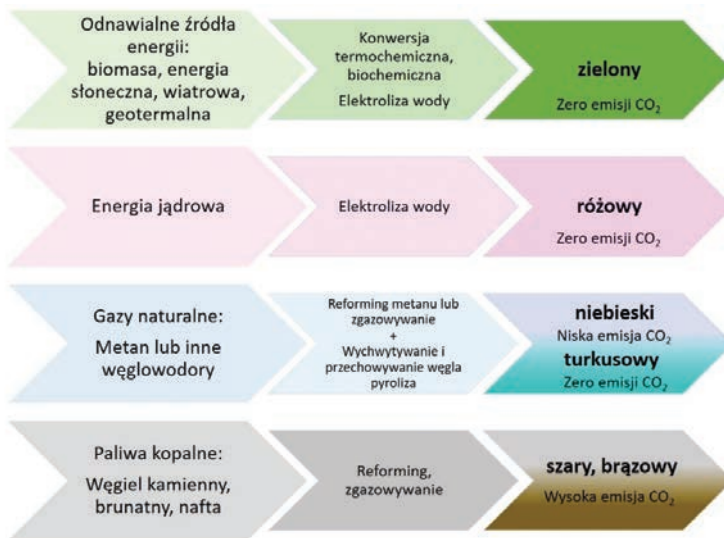 Odnawialne źródła
energii:
biomasa, energia
słoneczna, wiatrowa,
geotermalna
Konwersja
termochemiczna,
biochemiczna
Elektroliza wody
zielony
Zero emisji CO₂
Energia jądrowa
Elektroliza wody
różowy
Zero emisji CO₂
Gazy naturalne:
Metan lub inne
węglowodory
Reforming metanu lub
zgazowywanie
+
Wychwytywanie i
przechowywanie węgla
pyroliza
niebieski
Niska emisja CO₂
turkusowy
Zero emisji CO₂
Paliwa kopalne:
Węgiel kamienny,
brunatny, nafta
Reforming,
zgazowywanie
szary, brązowy
Wysoka emisja CO₂